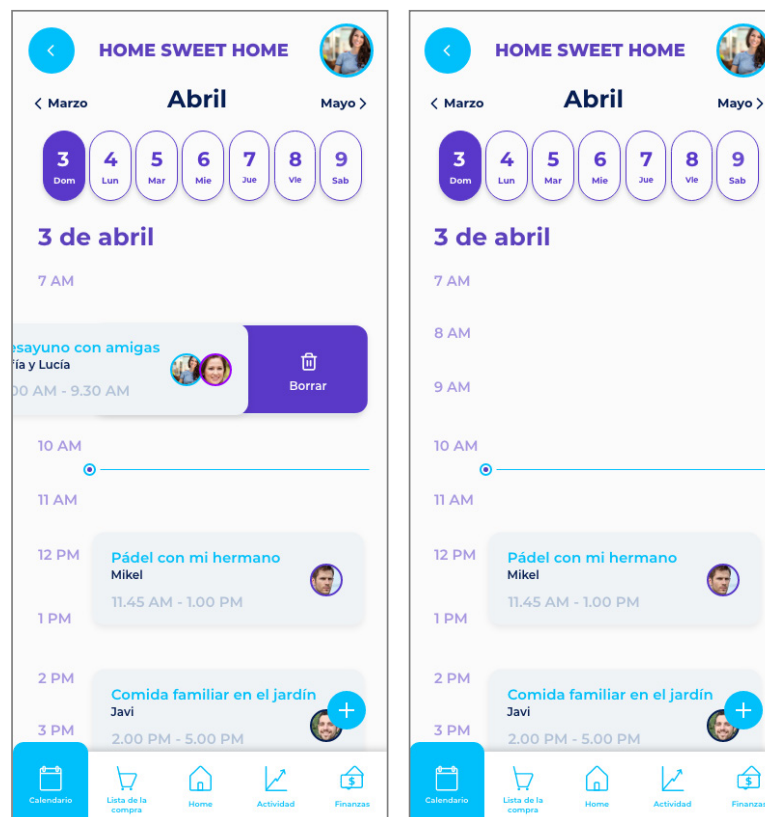 HOME SWEET HOME
Marzo
Abril
Mayo
3 4 5 6 7 8 9
Dom Lun Mar Mie Jue Vie Sab
3 de abril
7 AM
esayuno con amigas
fía y Lucía
00 AM - 9.30 AM
Borrar
10 AM
11 AM
12 PM
Pádel con mi hermano
Mikel
11.45 AM - 1.00 PM
1 PM
2 PM
Comida familiar en el jardín
Javi
3 PM
2.00 PM - 5.00 PM
+
Calendario
Lista de la
compra
Home
Actividad
Finanzas
HOME SWEET HOME
Marzo
Abril
Mayo
3 4 5 6 7 8 9
Dom Lun Mar Mie Jue Vie Sab
3 de abril
7 AM
8 AM
9 AM
10 AM
11 AM
12 PM
Pádel con mi hermano
Mikel
11.45 AM - 1.00 PM
1 PM
2 PM
Comida familiar en el jardín
Javi
3 PM
2.00 PM - 5.00 PM
+
Calendario
Lista de la
compra
Home
Actividad
Finanzas